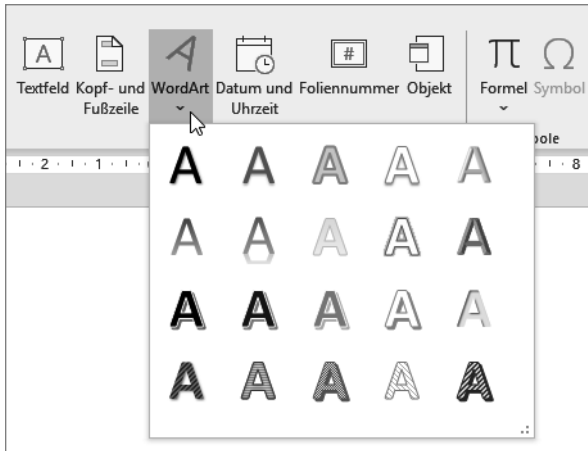 A # π Ω
Textfeld Kopf- und WordArt Datum und Foliennummer Objekt Formel Symbol
Fußzeile Uhrzeit
bole
2 1 8
A A A A A
A A A A A
A A A A A
A A A A A